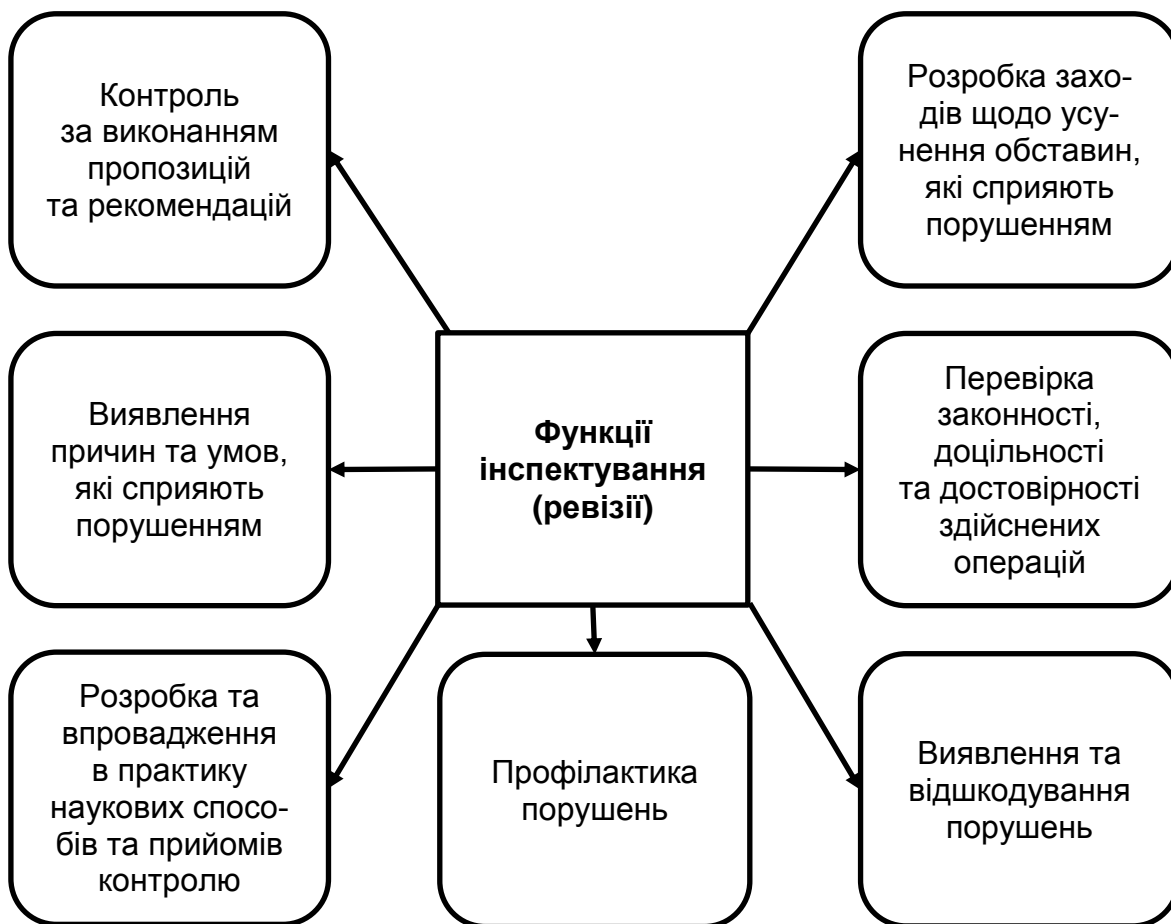 Контроль
за виконанням
пропозицій
та рекомендацій
Розробка захо-
дів щодо усу-
нення обставин,
які сприяють
порушенням
Виявлення
причин та умов,
які сприяють
порушенням
Функції
інспектування
(ревізії)
Перевірка
законності,
доцільності
та достовірності
здійснених
операцій
Розробка та
впровадження
в практику
наукових спосо-
бів та прийомів
контролю
Профілактика
порушень
Виявлення та
відшкодування
порушень